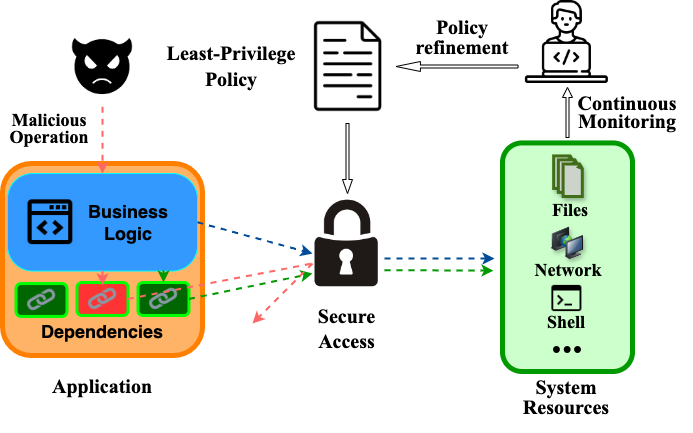 Least-Privilege
Policy
Policy
refinement
Malicious
Operation
Continuous
Monitoring
Business
Logic
Dependencies
Application
Secure
Access
Files
Network
Shell
System
Resources